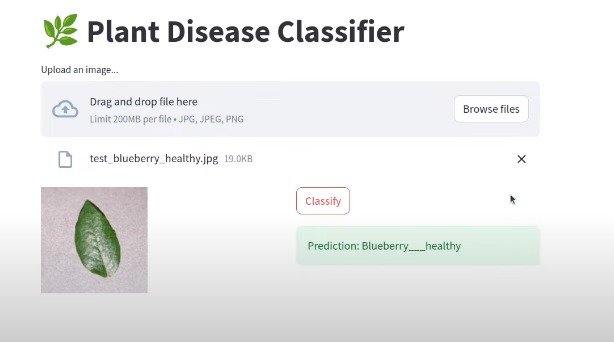 Plant Disease Classifier
Upload an image...
Drag and drop file here
Limit 200MB per file • JPG, JPEG, PNG
Browse files
test_blueberry_healthy.jpg 19.0KB
Classify
Prediction: Blueberry___healthy